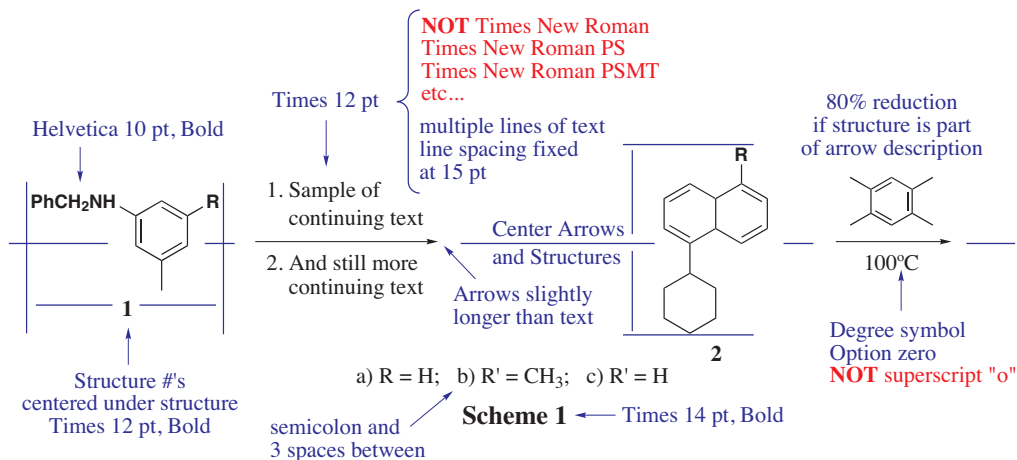 NOT Times New Roman
Times New Roman PS
Times New Roman PSMT
etc...
Times 12 pt
multiple lines of text
line spacing fixed
at 15 pt
Helvetica 10 pt, Bold
80% reduction
if structure is part
of arrow description
PhCH₂NH
R
1. Sample of
continuing text
2. And still more
continuing text
R
Center Arrows
and Structures
Arrows slightly
longer than text
100ºC
1
2
Structure #'s
centered under structure
Times 12 pt, Bold
Degree symbol
Option zero
NOT superscript "o"
a) R = H; b) R' = CH₃; c) R' = H
Scheme 1
Times 14 pt, Bold
semicolon and
3 spaces between